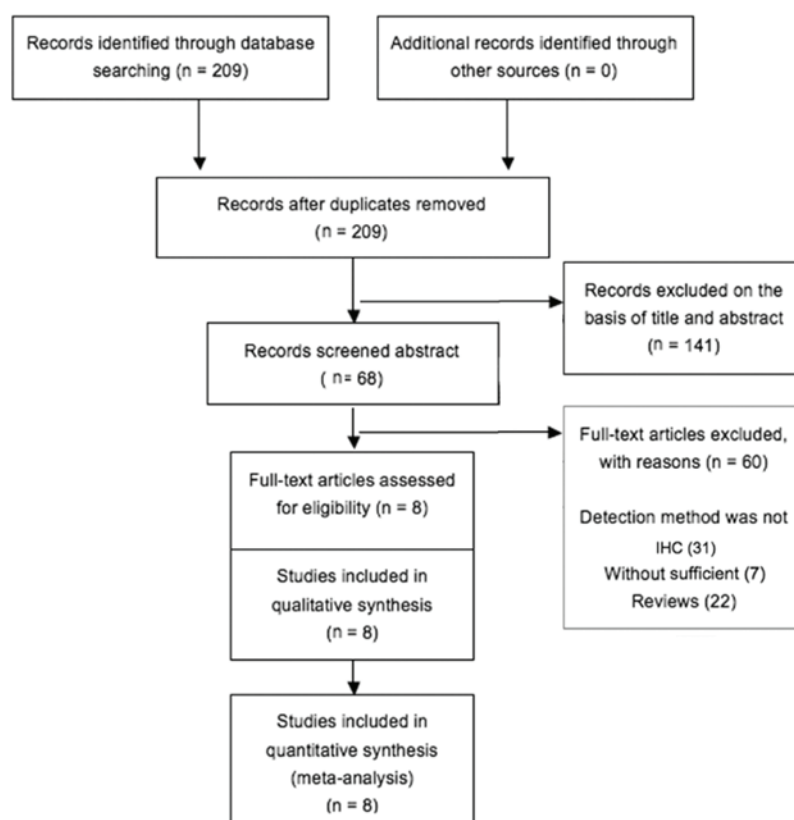 Records identified through database
searching (n = 209)
Additional records identified through
other sources (n = 0)
Records after duplicates removed
(n = 209)
Records excluded on the
basis of title and abstract
(n = 141)
Records screened abstract
( n= 68)
Full-text articles excluded,
with reasons (n = 60)
Detection method was not
IHC (31)
Without sufficient (7)
Reviews (22)
Full-text articles assessed
for eligibility (n = 8)
Studies included in
qualitative synthesis
(n = 8)
Studies included in
quantitative synthesis
(meta-analysis)
(n = 8)